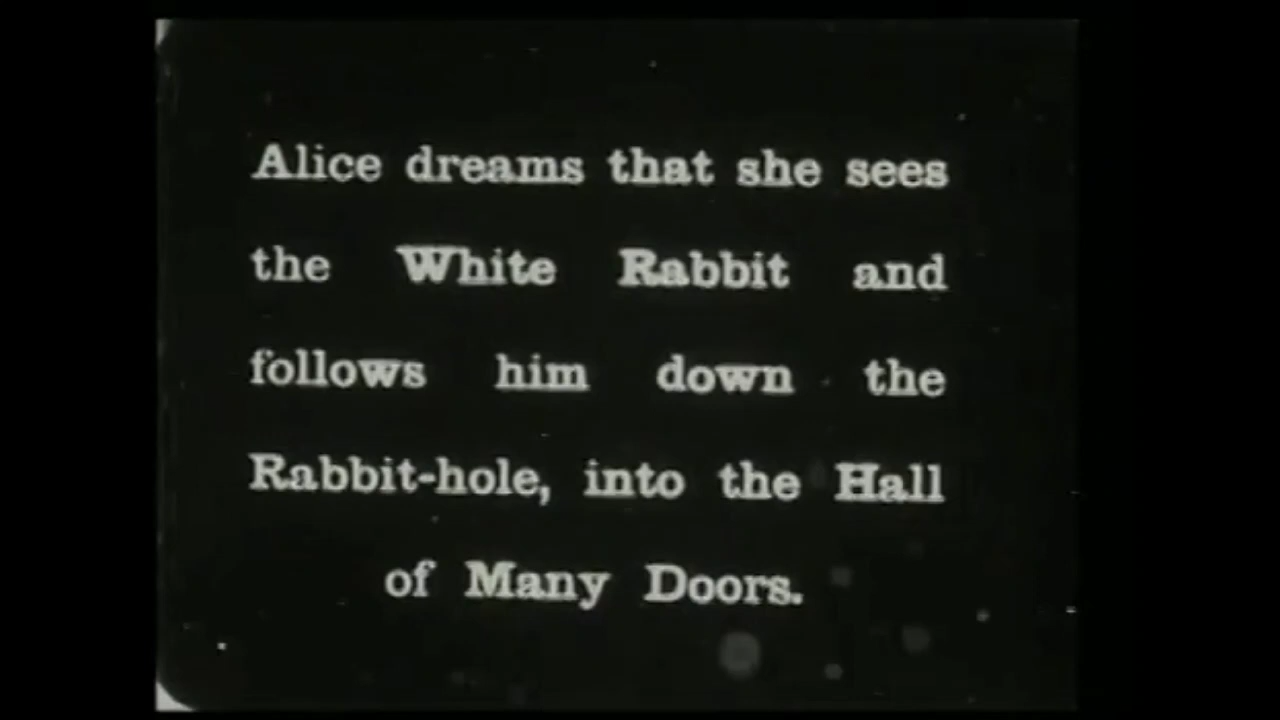 Alice dreams that she sees
the White Rabbit and
follows him down the
Rabbit-hole, into the Hall
of Many Doors.